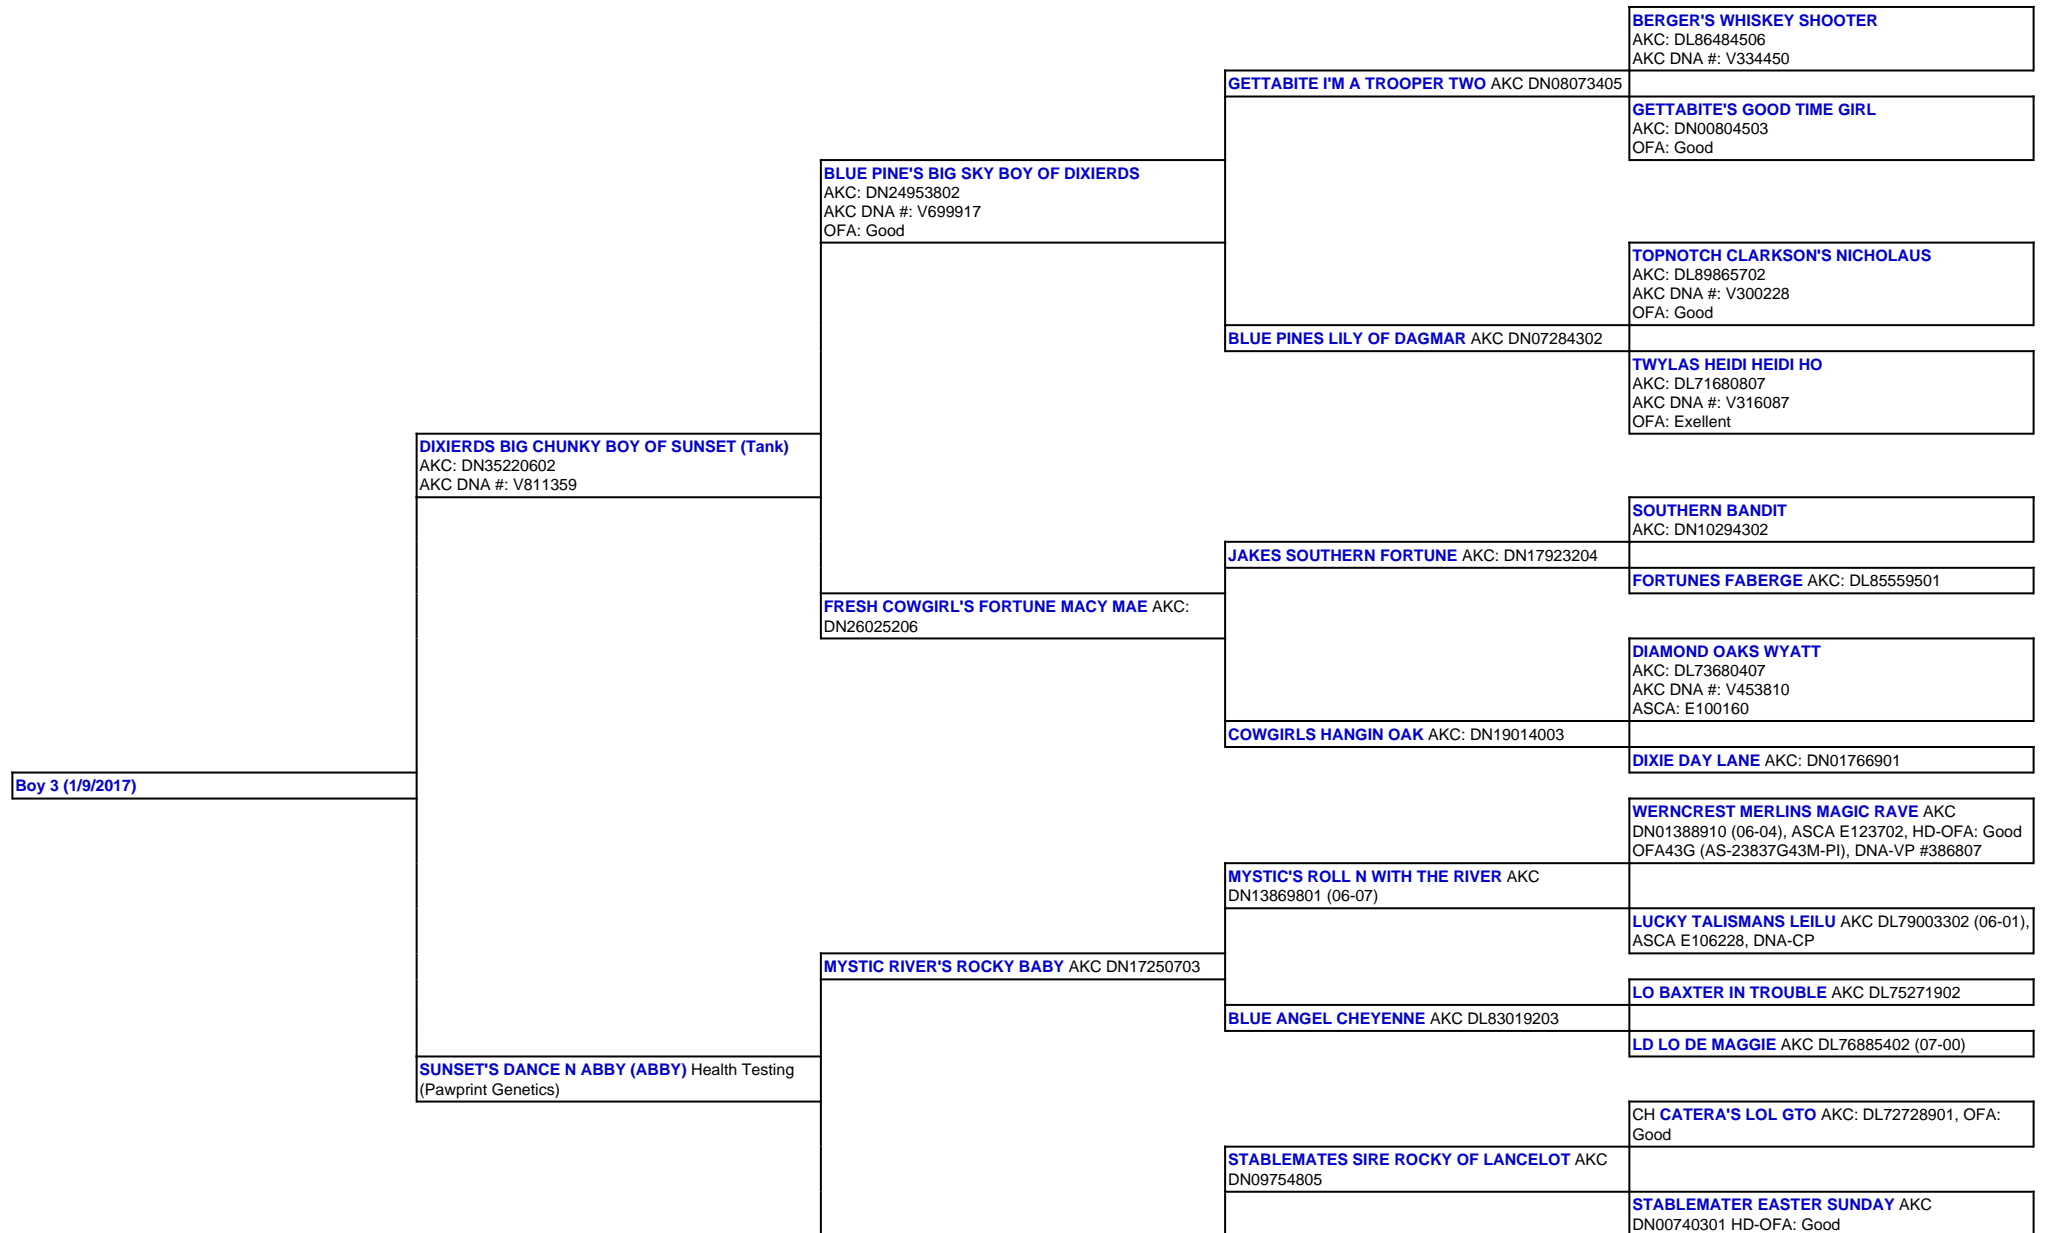 BERGER'S WHISKEY SHOOTER
AKC: DL86484506
AKC DNA #: V334450
GETTABITE I'M A TROOPER TWO AKC DN08073405
GETTABITE'S GOOD TIME GIRL
AKC: DN00804503
OFA: Good
BLUE PINE'S BIG SKY BOY OF DIXIERDS
AKC: DN24953802
AKC DNA #: V699917
OFA: Good
TOPNOTCH CLARKSON'S NICHOLAUS
AKC: DL89865702
AKC DNA #: V300228
OFA: Good
BLUE PINES LILY OF DAGMAR AKC DN07284302
TWYLAS HEIDI HEIDI HO
AKC: DL71680807
AKC DNA #: V316087
OFA: Exellent
DIXIERDS BIG CHUNKY BOY OF SUNSET (Tank)
AKC: DN35220602
AKC DNA #: V811359
SOUTHERN BANDIT
AKC: DN10294302
JAKES SOUTHERN FORTUNE AKC: DN17923204
FORTUNES FABERGE AKC: DL85559501
FRESH COWGIRL'S FORTUNE MACY MAE AKC:
DN26025206
DIAMOND OAKS WYATT
AKC: DL73680407
AKC DNA #: V453810
ASCA: E100160
COWGIRLS HANGIN OAK AKC: DN19014003
DIXIE DAY LANE AKC: DN01766901
Boy 3 (1/9/2017)
WERNCREST MERLINS MAGIC RAVE AKC
DN01388910 (06-04), ASCA E123702, HD-OFA: Good
OFA43G (AS-23837G43M-PI), DNA-VP #386807
MYSTIC'S ROLL N WITH THE RIVER AKC
DN13869801 (06-07)
LUCKY TALISMANS LEILU AKC DL79003302 (06-01),
ASCA E106228, DNA-CP
MYSTIC RIVER'S ROCKY BABY AKC DN17250703
LO BAXTER IN TROUBLE AKC DL75271902
BLUE ANGEL CHEYENNE AKC DL83019203
LD LO DE MAGGIE AKC DL76885402 (07-00)
SUNSET'S DANCE N ABBY (ABBY) Health Testing
(Pawprint Genetics)
CH CATERA'S LOL GTO AKC: DL72728901, OFA:
Good
STABLEMATES SIRE ROCKY OF LANCELOT AKC
DN09754805
STABLEMATER EASTER SUNDAY AKC
DN00740301 HD-OFA: Good